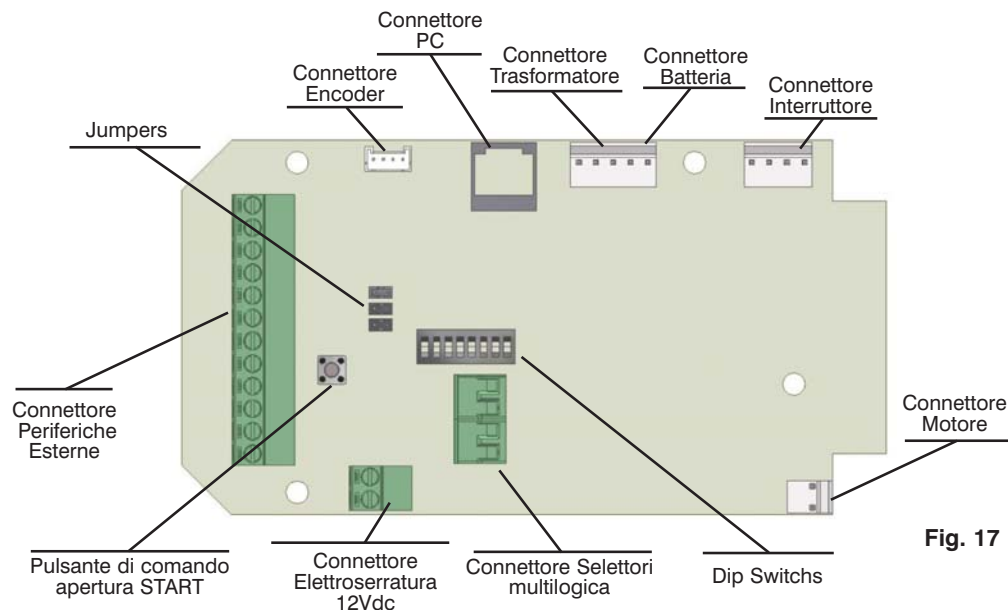 Connettore
PC
Connettore
Trasformatore
Connettore
Batteria
Connettore
Encoder
Connettore
Interruttore
Jumpers
Connettore
Periferiche
Esterne
Connettore
Motore
Pulsante di comando
apertura START
Connettore
Elettroserratura
12Vdc
Connettore Selettori
multilogica
Dip Switchs
Fig. 17